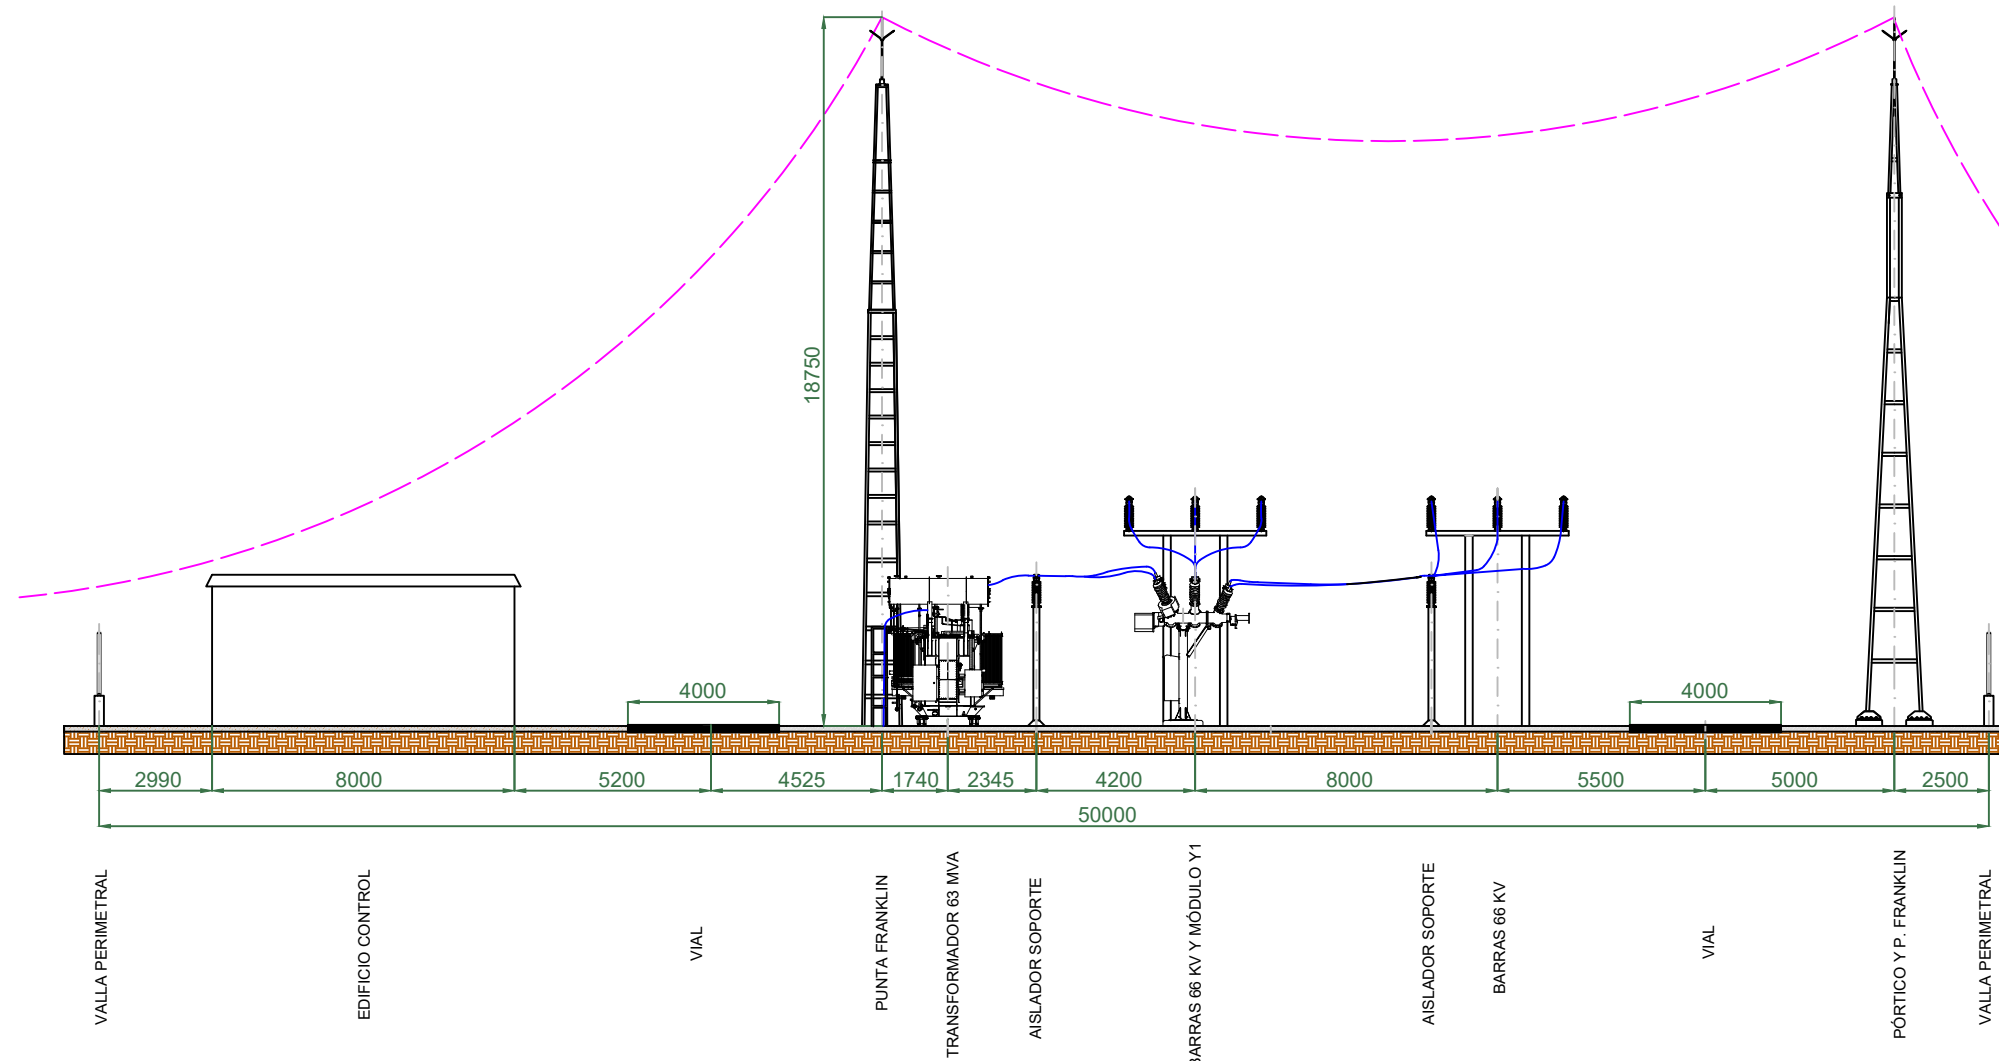 18750
4000
4000
2990
8000
5200
4525
1740
2345
4200
8000
5500
5000
2500
50000
VALLA PERIMETRAL
EDIFICIO CONTROL
VIAL
PUNTA FRANKLIN
TRANSFORMADOR 63 MVA
AISLADOR SOPORTE
BARRAS 66 KV Y MÓDULO Y1
AISLADOR SOPORTE
BARRAS 66 KV
VIAL
PÓRTICO Y P. FRANKLIN
VALLA PERIMETRAL